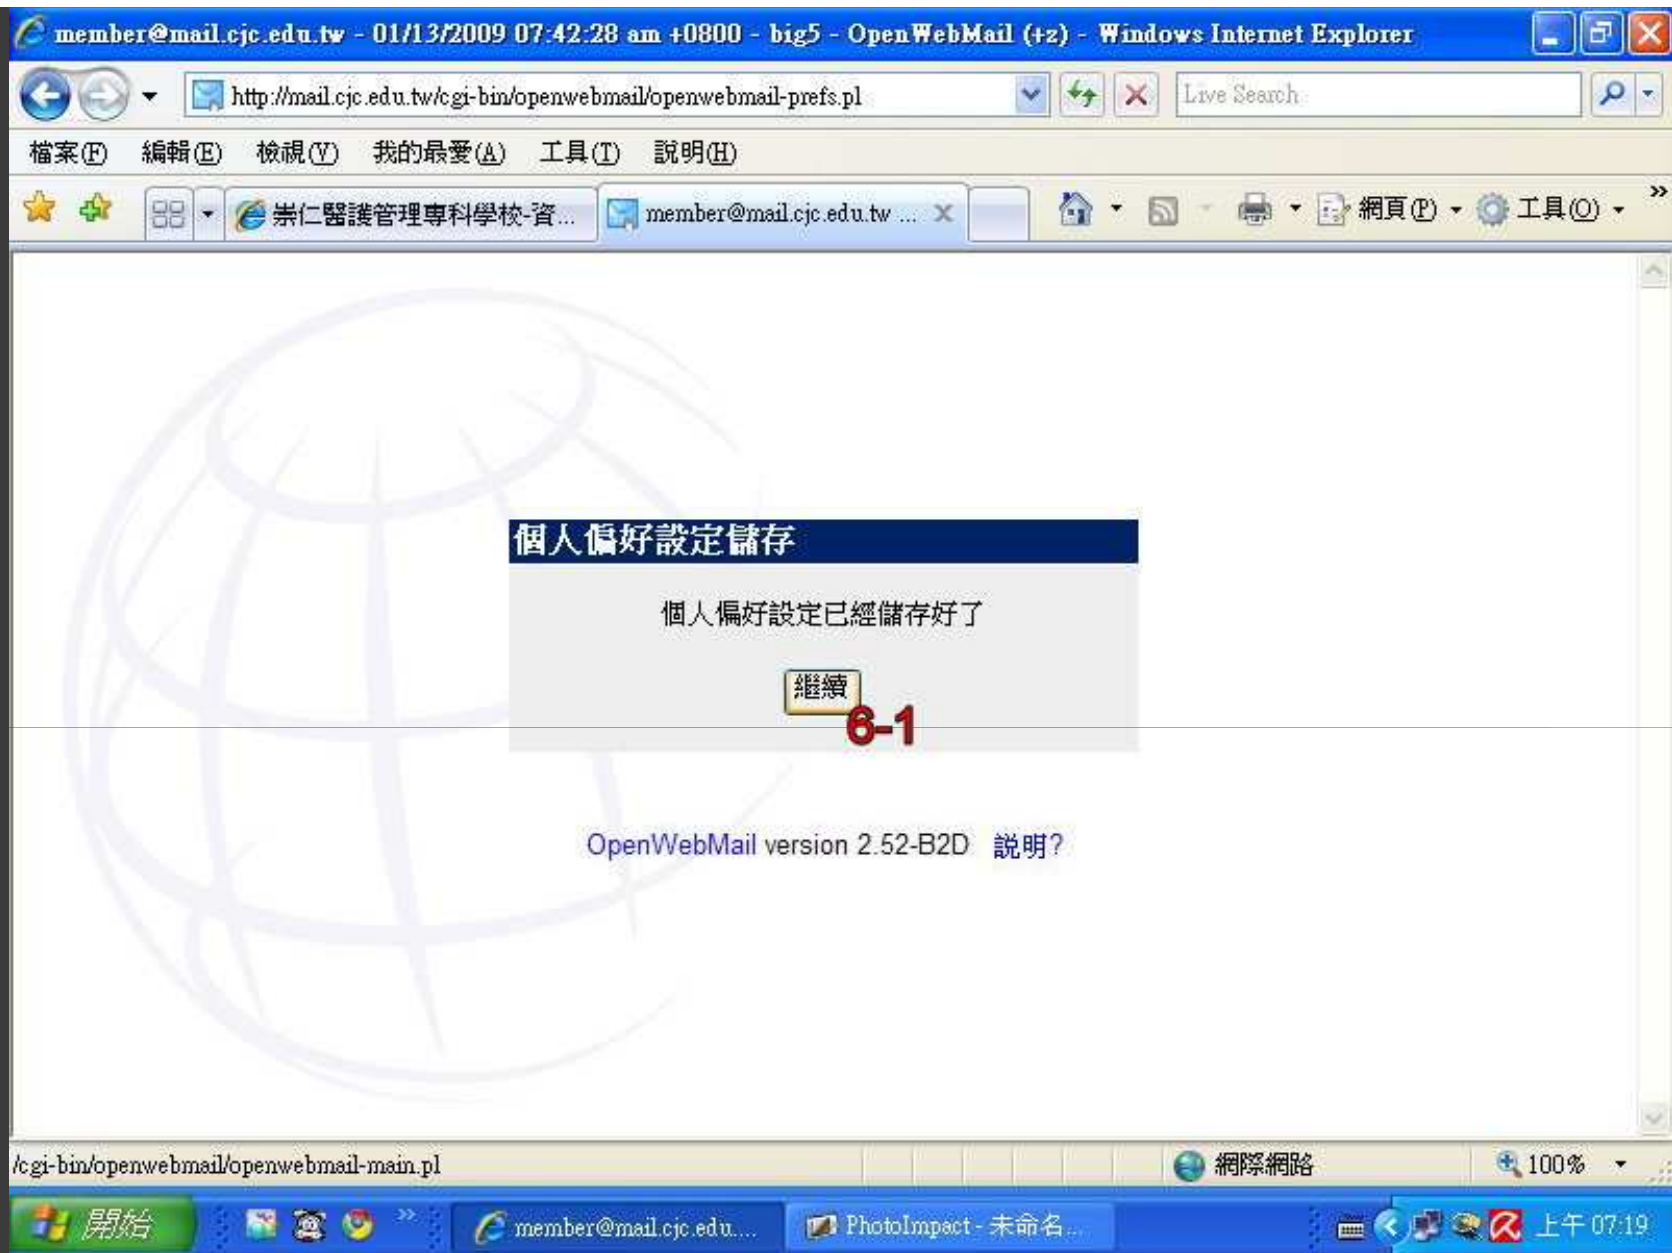 member@mail.cjc.edu.tw - 01/13/2009 07:42:28 am +0800 - big5 - OpenWebMail (+z) - Windows Internet Explorer
http://mail.cjc.edu.tw/cgi-bin/openwebmail/openwebmail-prefs.pl Live Search
檔案(F) 編輯(E) 檢視(V) 我的最愛(A) 工具(T) 說明(H)
崇仁醫護管理專科學校-資... member@mail.cjc.edu.tw ... 網頁(P) 工具(O) »
個人偏好設定儲存
個人偏好設定已經儲存好了
繼續
6-1
OpenWebMail version 2.52-B2D 說明?
/cgi-bin/openwebmail/openwebmail-main.pl 網際網路 100%
開始 » member@mail.cjc.edu.... PhotoImpact - 未命名... 上午 07:19